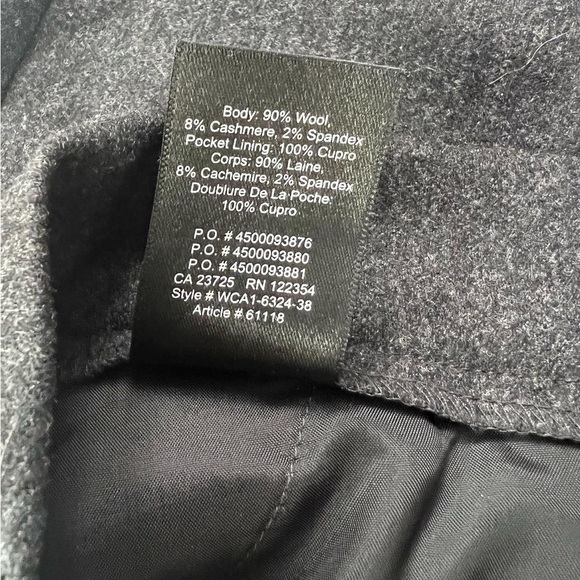 Body: 90% Wool,
8% Cashmere, 2% Spandex
Pocket Lining: 100% Cupro
Corps: 90% Laine,
8% Cachemire, 2% Spandex
Doublure De La Poche:
100% Cupro
P.O. # 4500093876
P.O. # 4500093880
P.O. # 4500093881
CA 23725 RN 122354
Style # WCA1-6324-38
Article # 61118